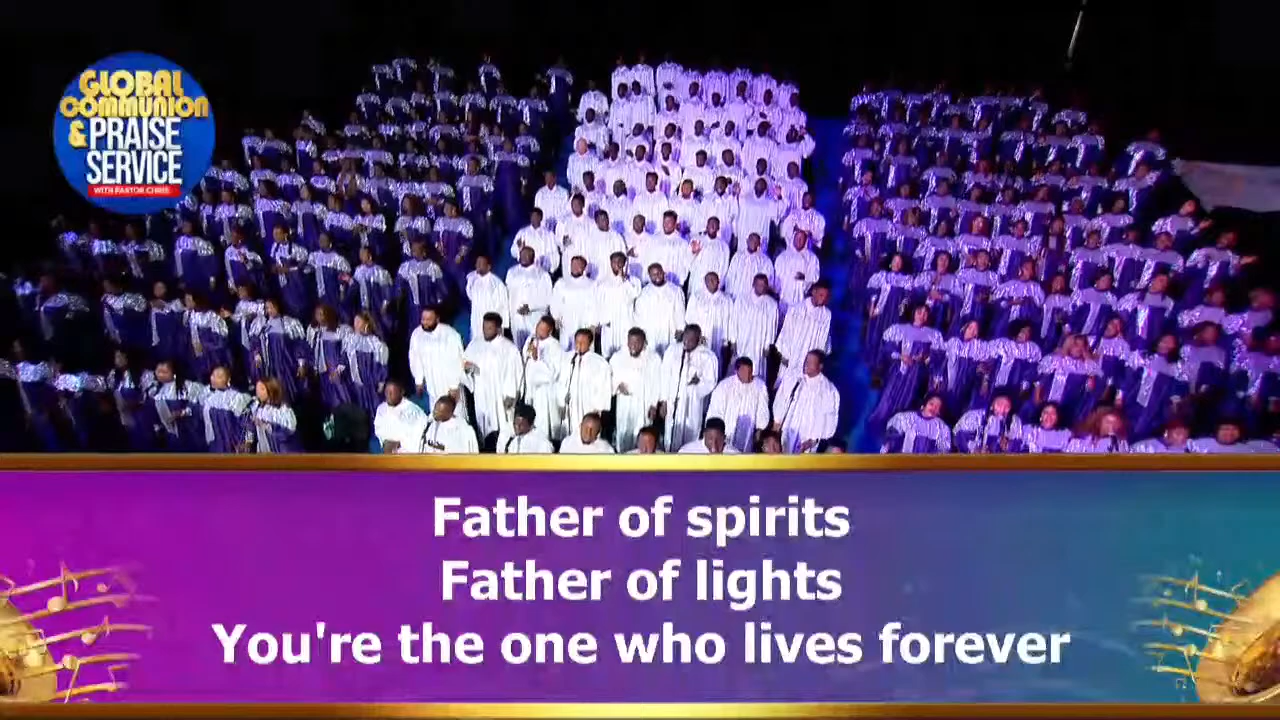 GLOBAL
COMMUNION
& PRAISE
SERVICE
WITH PASTOR CHRIS
Father of spirits
Father of lights
You're the one who lives forever